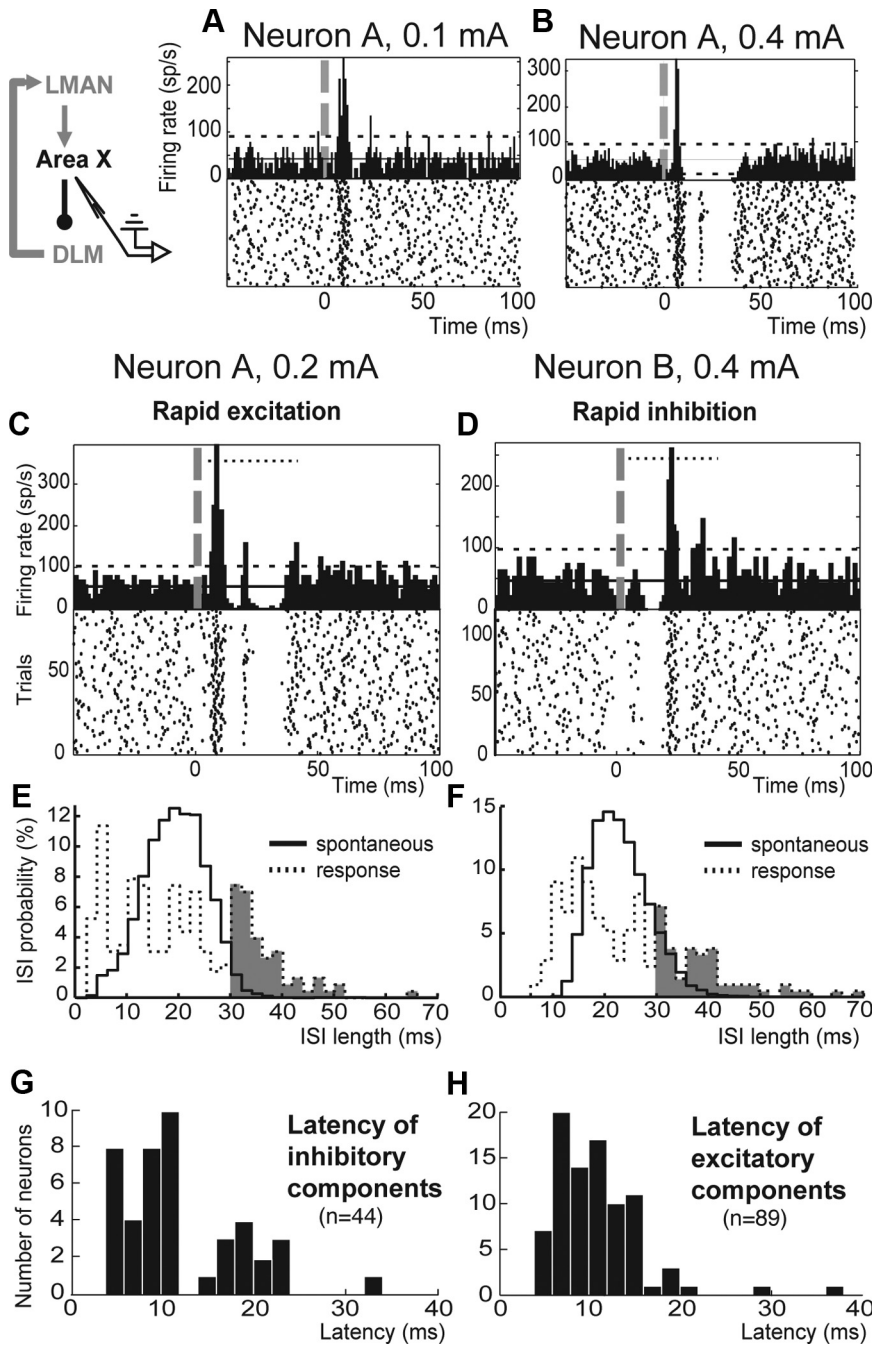 A
Neuron A, 0.1 mA
B
Neuron A, 0.4 mA
LMAN
Area X
DLM
Firing rate (sp/s)
200
100
0
0
50
100
Time (ms)
300
200
100
0
0
50
100
Time (ms)
Neuron A, 0.2 mA
Neuron B, 0.4 mA
C
Rapid excitation
D
Rapid inhibition
Firing rate (sp/s)
300
200
100
0
Trials
50
0
0
50
100
Time (ms)
200
100
0
100
50
0
0
50
100
Time (ms)
E
ISI probability (%)
12
10
8
6
4
2
0
spontaneous
response
0
10
20
30
40
50
60
70
ISI length (ms)
F
15
10
5
0
spontaneous
response
0
10
20
30
40
50
60
70
ISI length (ms)
G
Number of neurons
10
8
6
4
2
0
Latency of
inhibitory
components
(n=44)
0
10
20
30
40
Latency (ms)
H
20
15
10
5
0
Latency of
excitatory
components
(n=89)
0
10
20
30
40
Latency (ms)